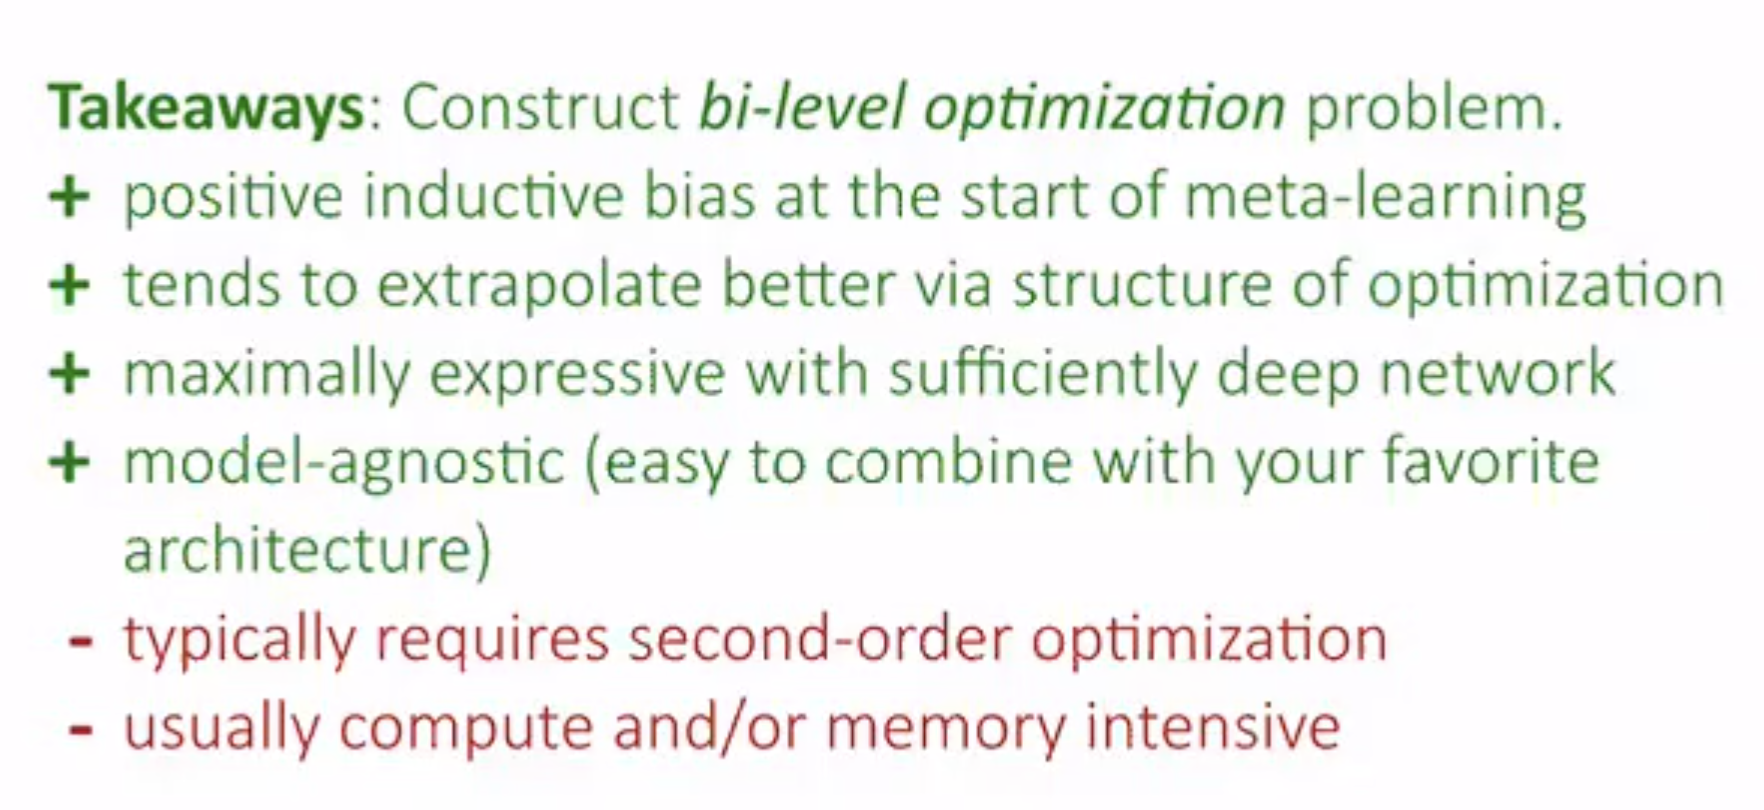 Takeaways: Construct bi-level optimization problem.
+ positive inductive bias at the start of meta-learning
+ tends to extrapolate better via structure of optimization
+ maximally expressive with sufficiently deep network
+ model-agnostic (easy to combine with your favorite
architecture)
- typically requires second-order optimization
- usually compute and/or memory intensive